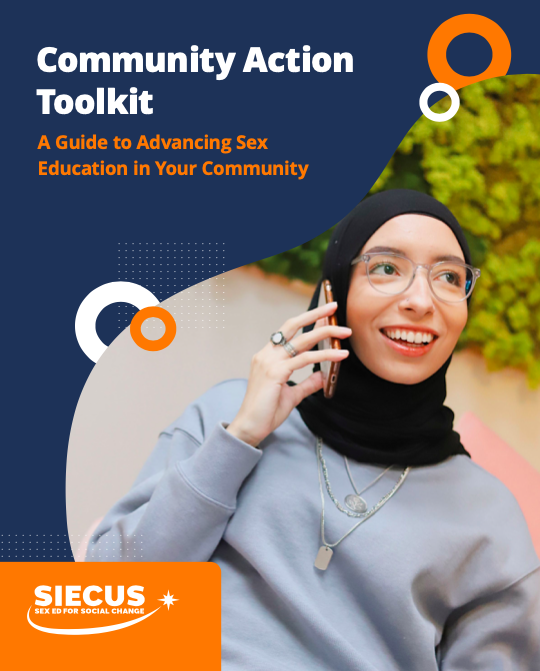 Community Action
Toolkit
A Guide to Advancing Sex
Education in Your Community
SIECUS
SEX ED FOR SOCIAL CHANGE